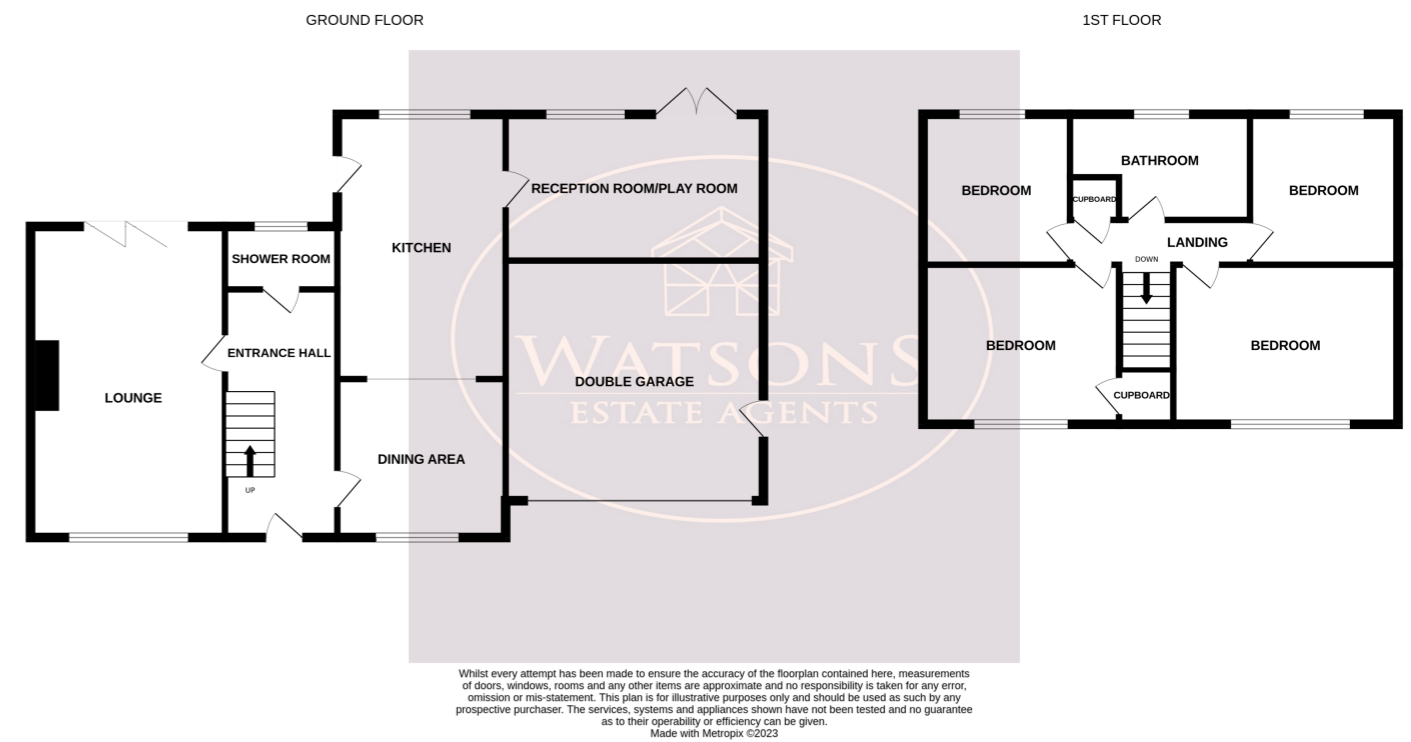 GROUND FLOOR
1ST FLOOR
BATHROOM
RECEPTION ROOM/PLAY ROOM
BEDROOM
BEDROOM
CUPBOARD
KITCHEN
LANDING
SHOWER ROOM
DOWN
WATSONS
ESTATE AGENTS
ENTRANCE HALL
BEDROOM
BEDROOM
DOUBLE GARAGE
LOUNGE
CUPBOARD
DINING AREA
UP
Whilst every attempt has been made to ensure the accuracy of the floorplan contained here, measurements
of doors, windows, rooms and any other items are approximate and no responsibility is taken for any error,
omission or mis-statement. This plan is for illustrative purposes only and should be used as such by any
prospective purchaser. The services, systems and appliances shown have not been tested and no guarantee
as to their operability or efficiency can be given.
Made with Metropix ©2023